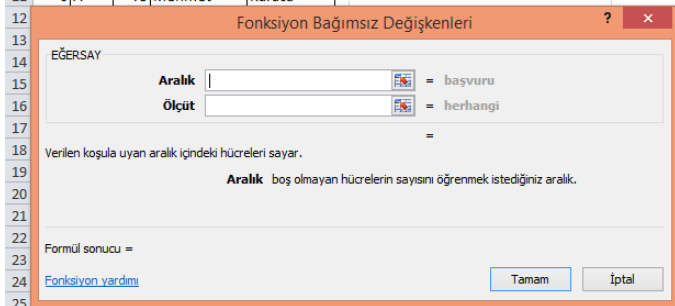 12
Fonksiyon Bağımsız Değişkenleri
?
×
13
14
EĞERSAY
15
Aralık
= başvuru
16
Ölçüt
= herhangi
17
=
18
Verilen koşula uyan aralık içindeki hücreleri sayar.
19
Aralık boş olmayan hücrelerin sayısını öğrenmek istediğiniz aralık.
20
21
22
Formül sonucu =
23
24
Fonksiyon yardımı
Tamam
İptal
25